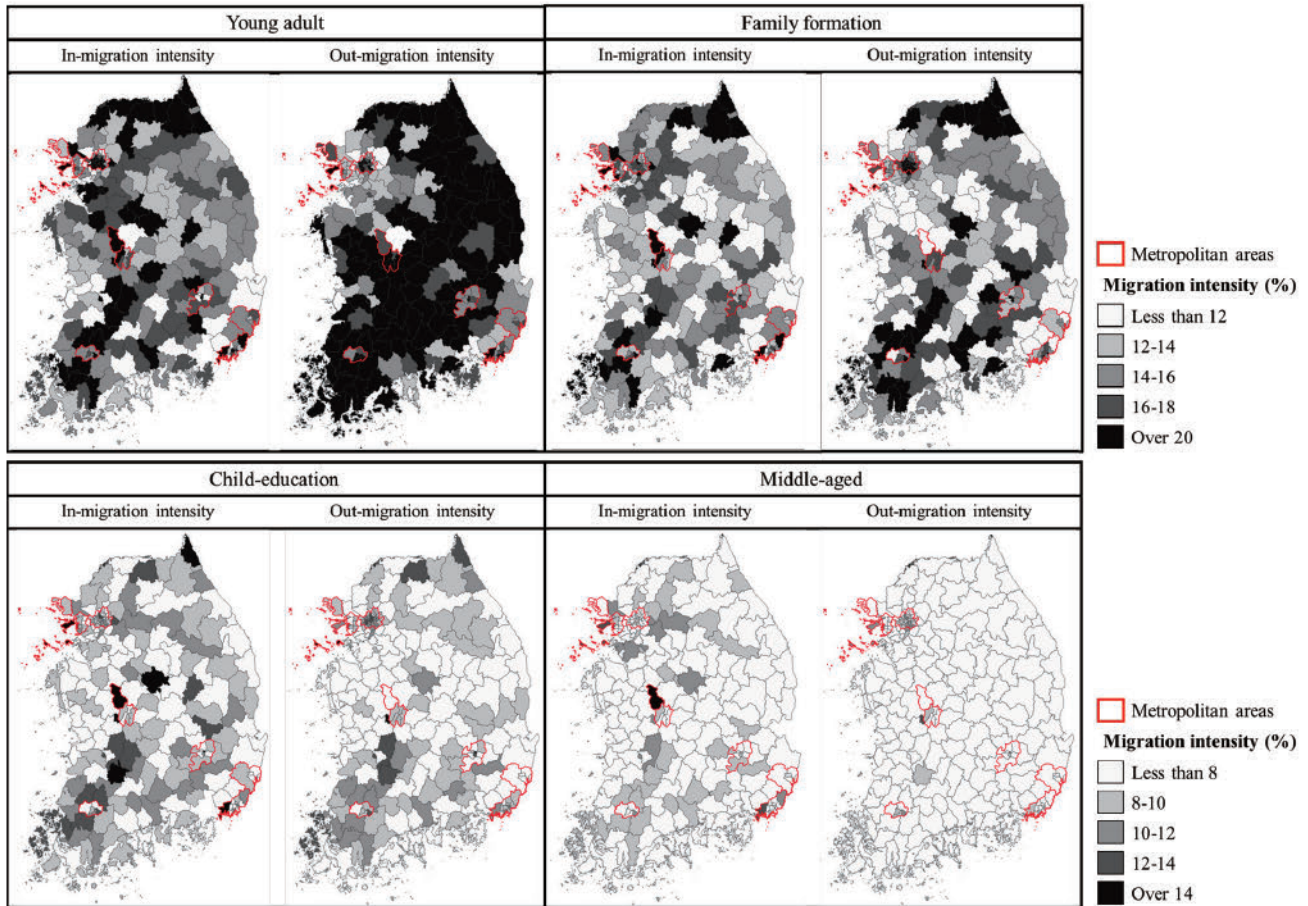 Young adult
Family formation
In-migration intensity
Out-migration intensity
In-migration intensity
Out-migration intensity
Metropolitan areas
Migration intensity (%)
Less than 12
12-14
14-16
16-18
Over 20
Child-education
Middle-aged
In-migration intensity
Out-migration intensity
In-migration intensity
Out-migration intensity
Metropolitan areas
Migration intensity (%)
Less than 8
8-10
10-12
12-14
Over 14